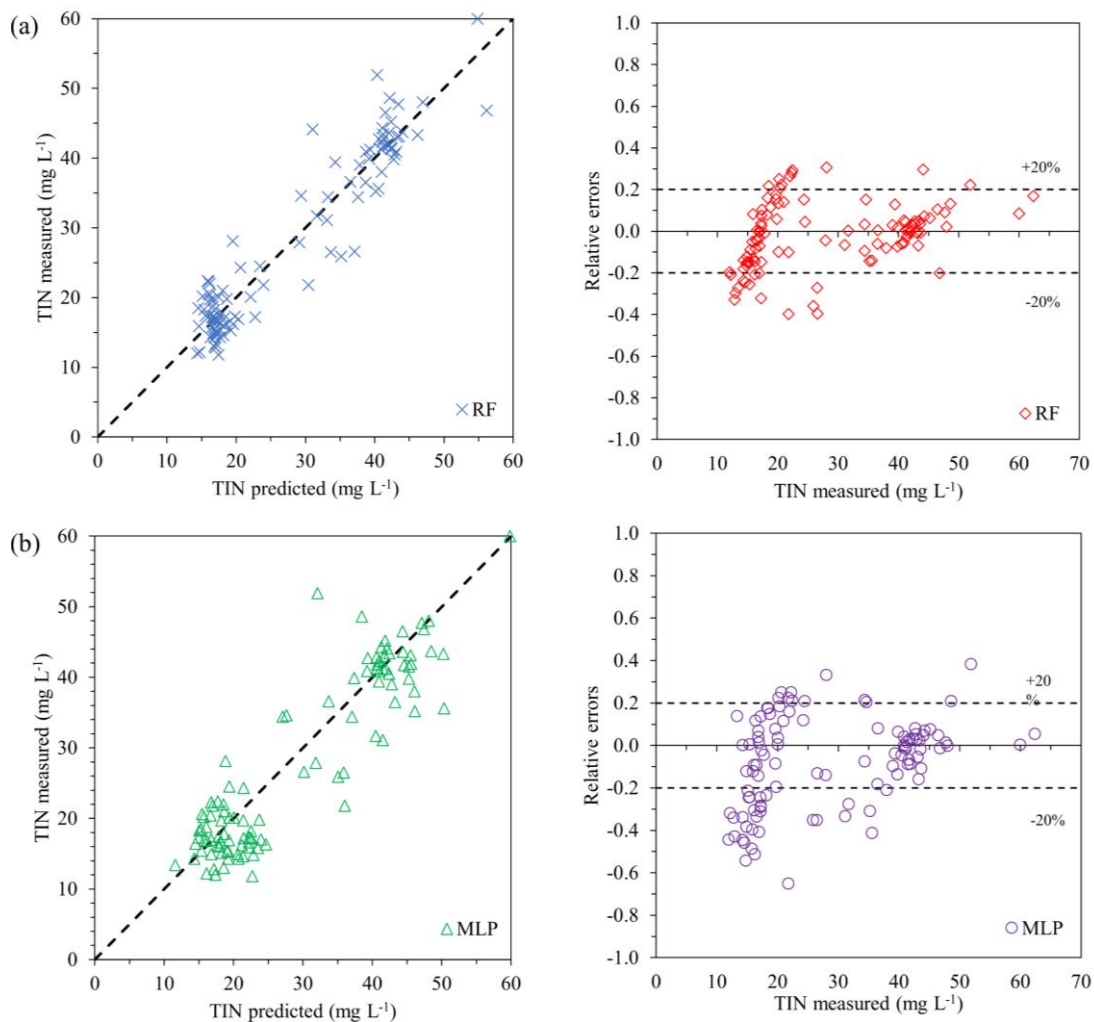 (a)
60
50
40
30
20
10
0
TIN measured (mg L-1)
0 10 20 30 40 50 60
TIN predicted (mg L-1)
RF
1.0
0.8
0.6
0.4
0.2
0.0
-0.2
-0.4
-0.6
-0.8
-1.0
Relative errors
+20%
-20%
RF
0 10 20 30 40 50 60 70
TIN measured (mg L-1)
(b)
60
50
40
30
20
10
0
TIN measured (mg L-1)
0 10 20 30 40 50 60
TIN predicted (mg L-1)
MLP
1.0
0.8
0.6
0.4
0.2
0.0
-0.2
-0.4
-0.6
-0.8
-1.0
Relative errors
+20
%
-20%
MLP
0 10 20 30 40 50 60 70
TIN measured (mg L-1)